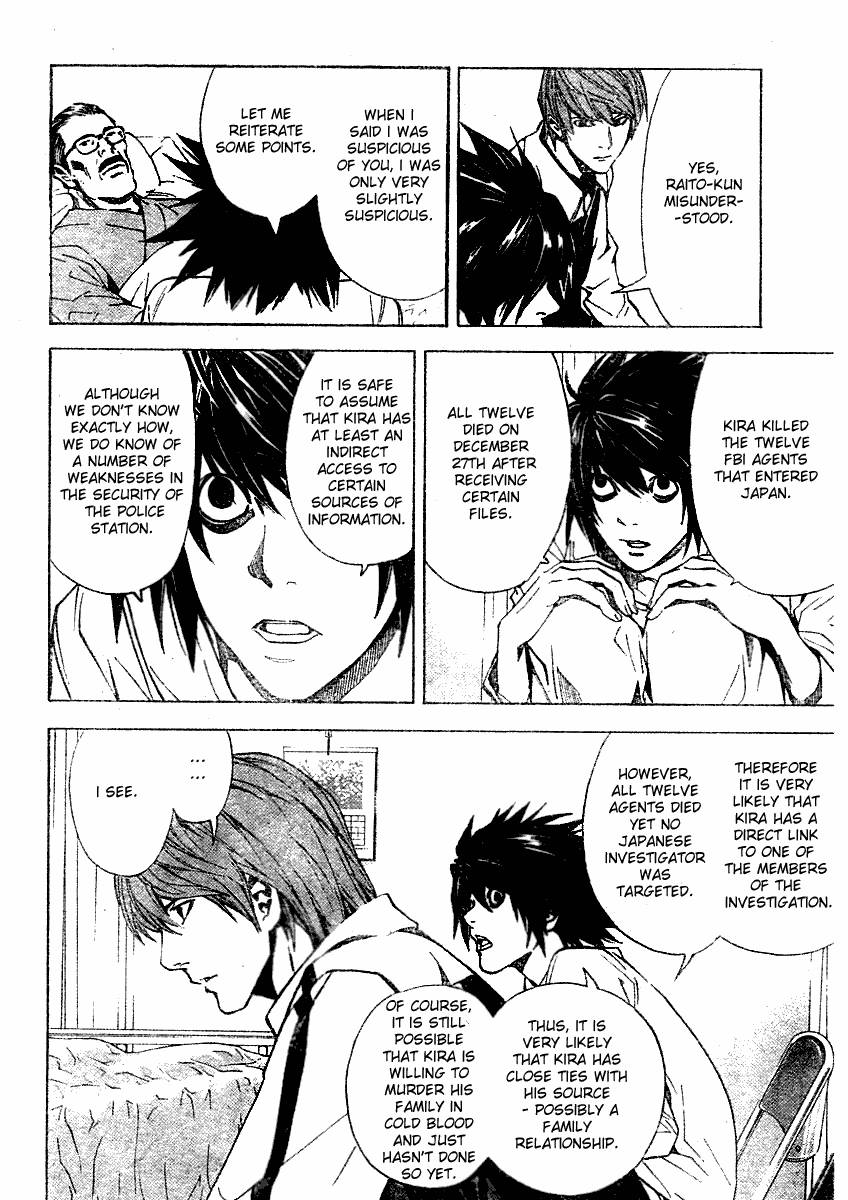 YES,
RAITO-KUN
MISUNDER-
-STOOD.
WHEN I
SAID I WAS
SUSPICIOUS
OF YOU, I WAS
ONLY VERY
SLIGHTLY
SUSPICIOUS.
LET ME
REITERATE
SOME POINTS.
KIRA KILLED
THE TWELVE
FBI AGENTS
THAT ENTERED
JAPAN.
ALL TWELVE
DIED ON
DECEMBER
27TH AFTER
RECEIVING
CERTAIN
FILES.
IT IS SAFE
TO ASSUME
THAT KIRA HAS
AT LEAST AN
INDIRECT
ACCESS TO
CERTAIN
SOURCES OF
INFORMATION.
ALTHOUGH
WE DON'T KNOW
EXACTLY HOW,
WE DO KNOW OF
A NUMBER OF
WEAKNESSES IN
THE SECURITY OF
THE POLICE
STATION.
THEREFORE
IT IS VERY
LIKELY THAT
KIRA HAS A
DIRECT LINK
TO ONE OF
THE MEMBERS
OF THE
INVESTIGATION.
HOWEVER,
ALL TWELVE
AGENTS DIED
YET NO
JAPANESE
INVESTIGATOR
WAS
TARGETED.
THUS, IT IS
VERY LIKELY
THAT KIRA HAS
CLOSE TIES WITH
HIS SOURCE
- POSSIBLY A
FAMILY
RELATIONSHIP.
OF COURSE,
IT IS STILL
POSSIBLE
THAT KIRA IS
WILLING TO
MURDER HIS
FAMILY IN
COLD BLOOD
AND JUST
HASN'T DONE
SO YET.
...
...
I SEE.